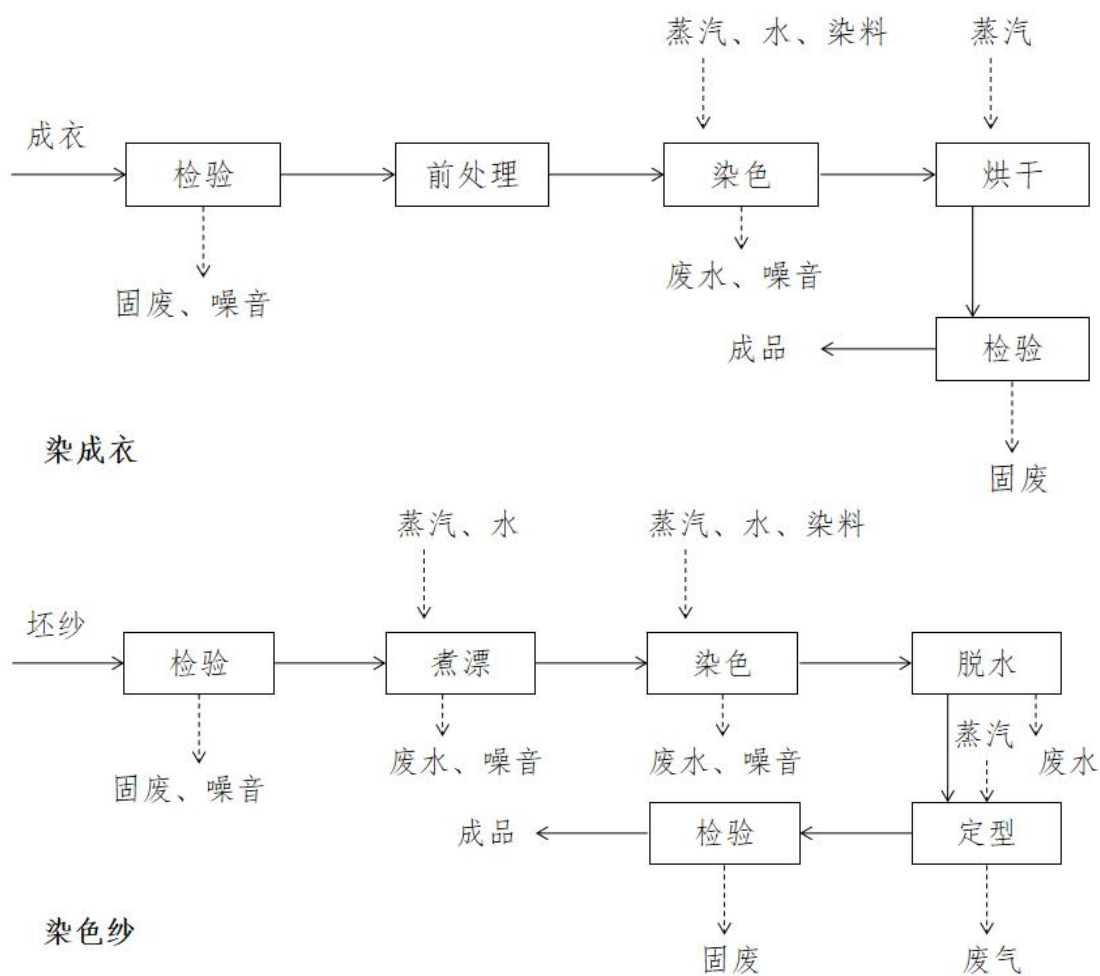 蒸汽、水、染料 蒸汽
成衣
检验 前处理 染色 烘干
固废、噪音 废水、噪音
成品 检验
染成衣
固废
蒸汽、水 蒸汽、水、染料
坯纱
检验 煮漂 染色 脱水
蒸汽
固废、噪音 废水、噪音 废水、噪音 废水
成品 检验 定型
染色纱
固废 废气